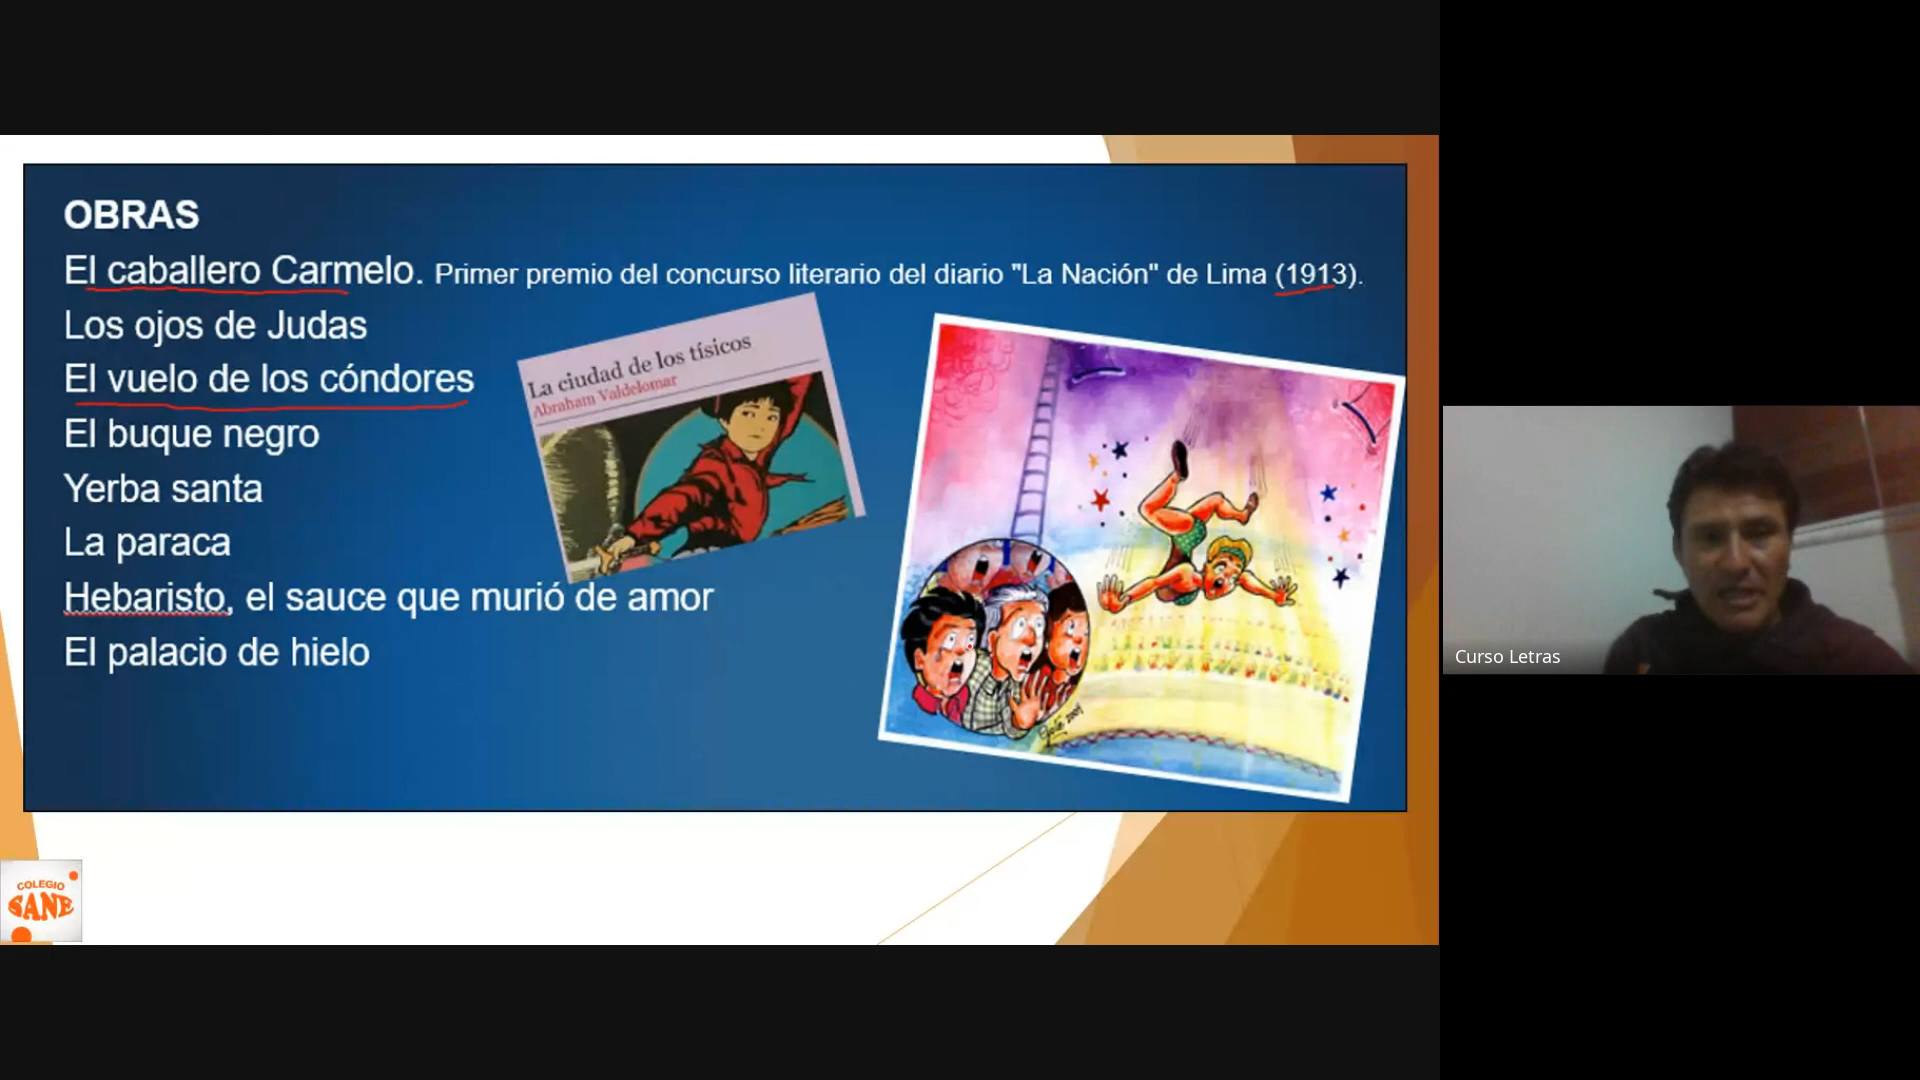 OBRAS
El caballero Carmelo. Primer premio del concurso literario del diario "La Nación" de Lima (1913).
Los ojos de Judas
El vuelo de los cóndores
El buque negro
Yerba santa
La paraca
Hebaristo, el sauce que murió de amor
El palacio de hielo
La ciudad de los tísicos
Abraham Valdelomar
2009
COLEGIO
SANE
Curso Letras